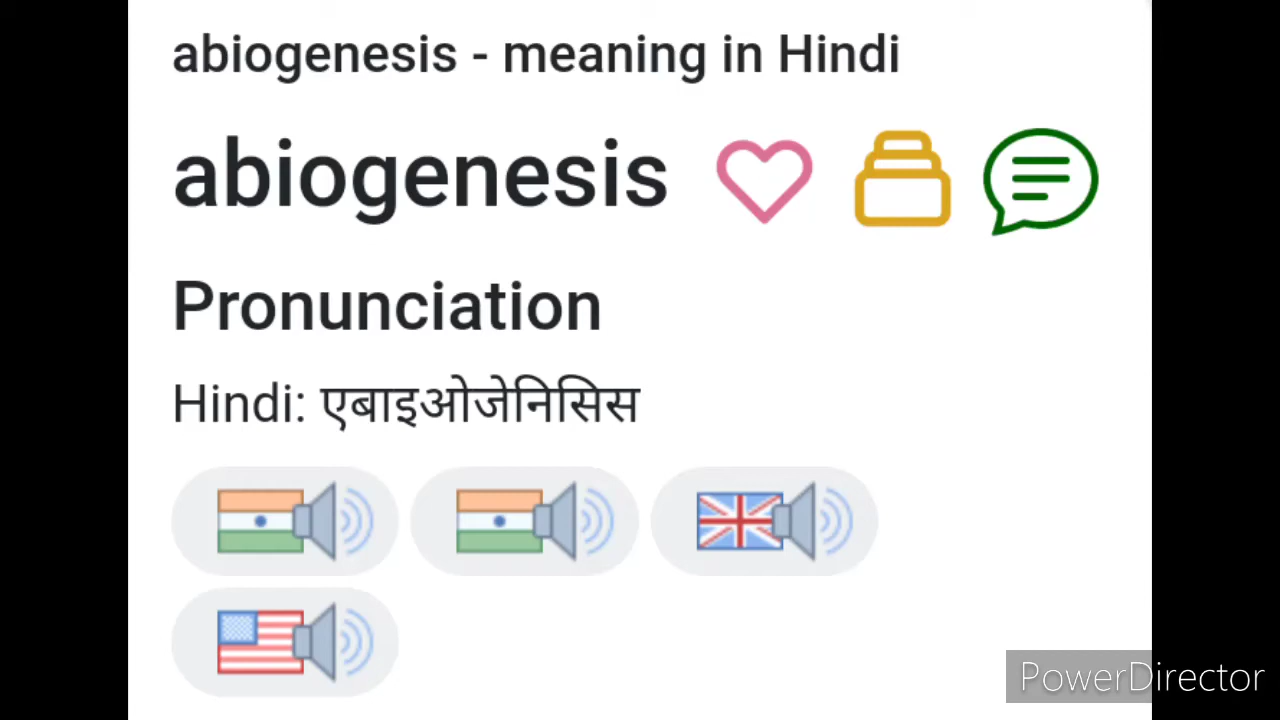 abiogenesis - meaning in Hindi
abiogenesis
Pronunciation
Hindi: एबाइओजेनिसिस
PowerDirector